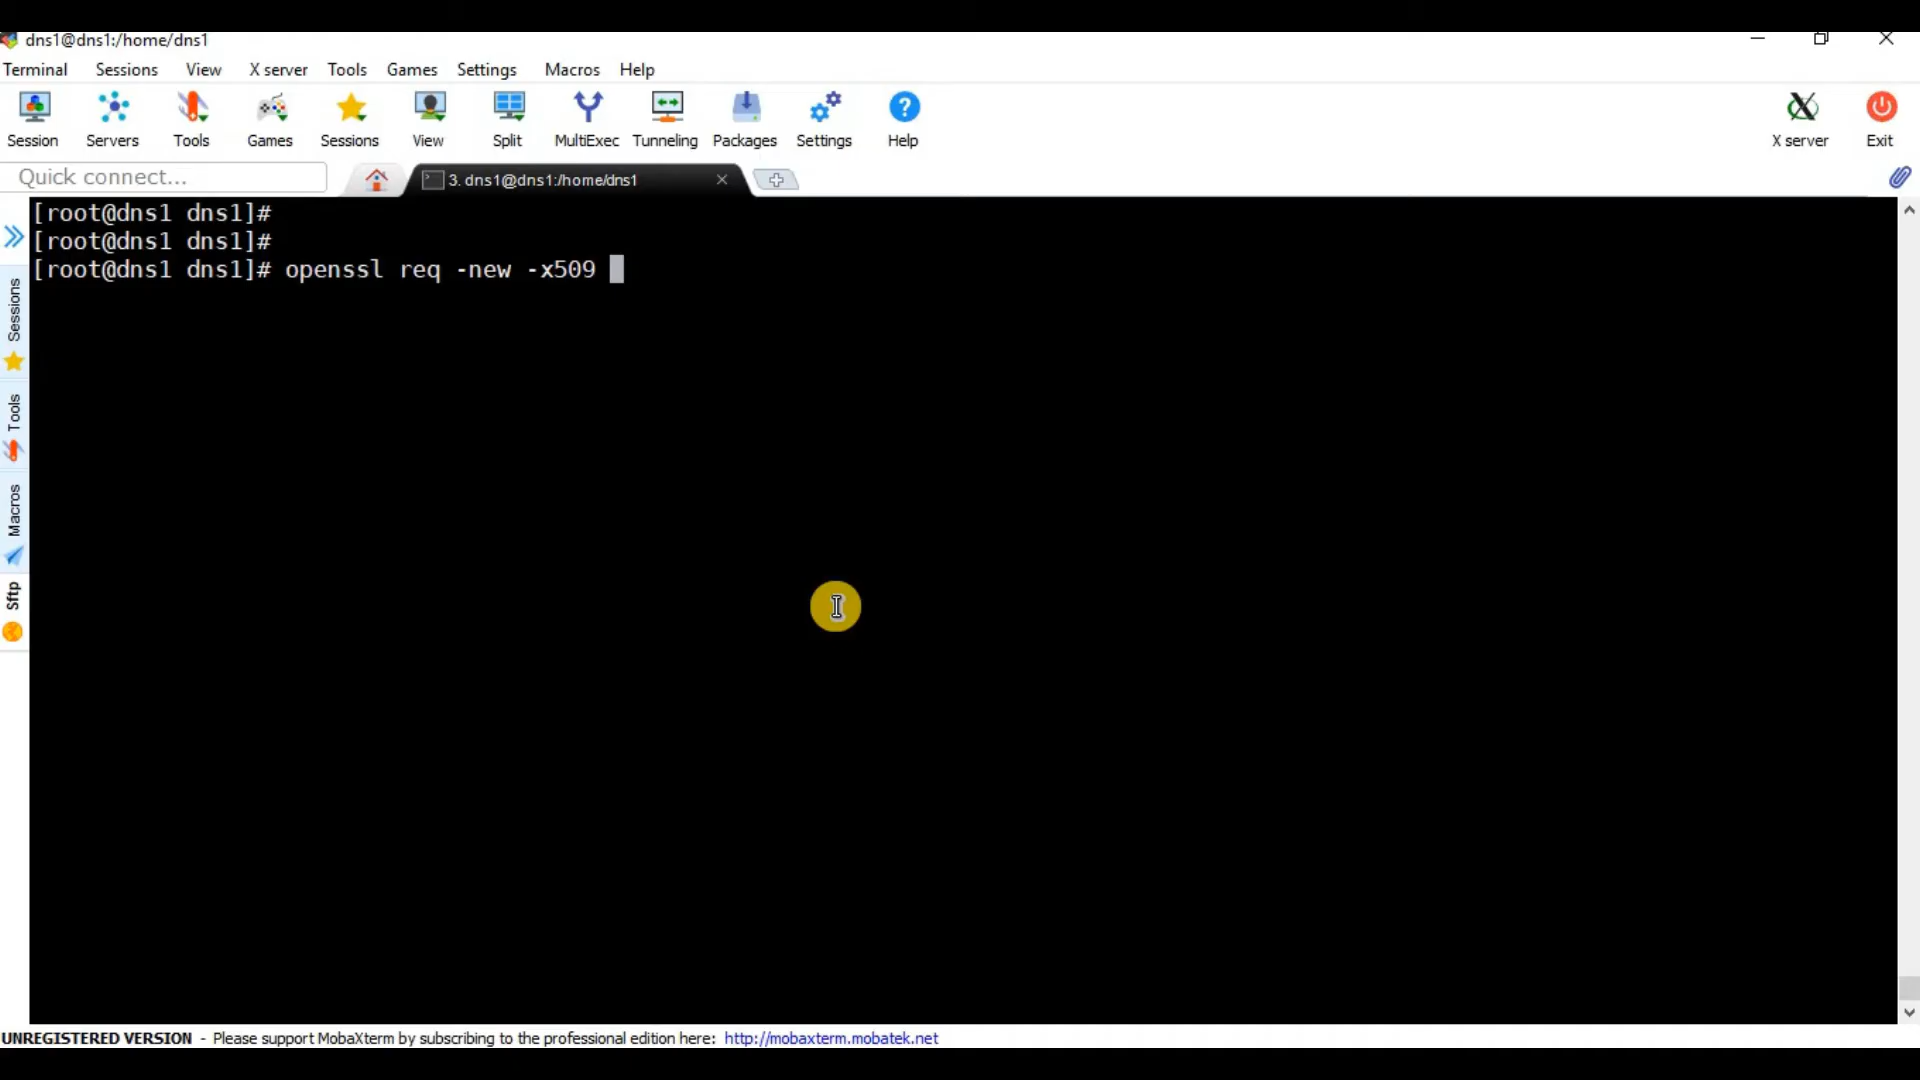 dns1@dns1:/home/dns1
Terminal Sessions View X server Tools Games Settings Macros Help
Session Servers Tools Games Sessions View Split MultiExec Tunneling Packages Settings Help X server Exit
Quick connect...
3. dns1@dns1:/home/dns1
[root@dns1 dns1]#
[root@dns1 dns1]#
[root@dns1 dns1]# openssl req -new -x509
Sessions
Tools
Macros
Sftp
UNREGISTERED VERSION - Please support MobaXterm by subscribing to the professional edition here: http://mobaxterm.mobatek.net